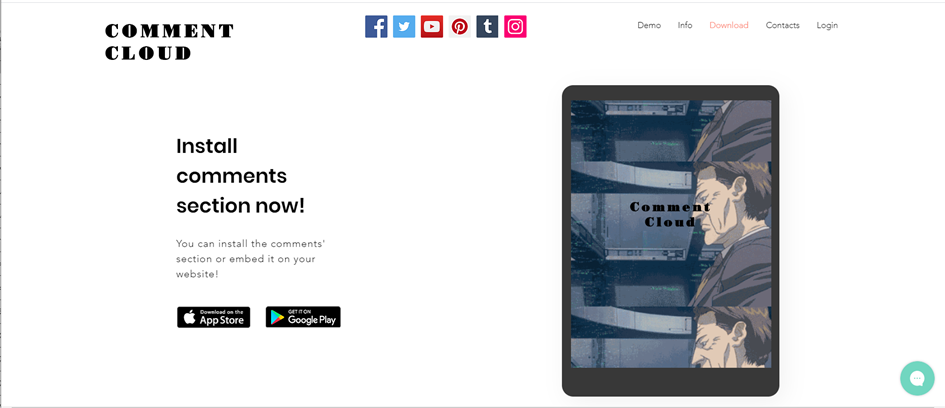 COMMENT
CLOUD
Demo Info Download Contacts Login
Install
comments
section now!
You can install the comments'
section or embed it on your
website!
Download on the
App Store
GET IT ON
Google Play
Comment
Cloud